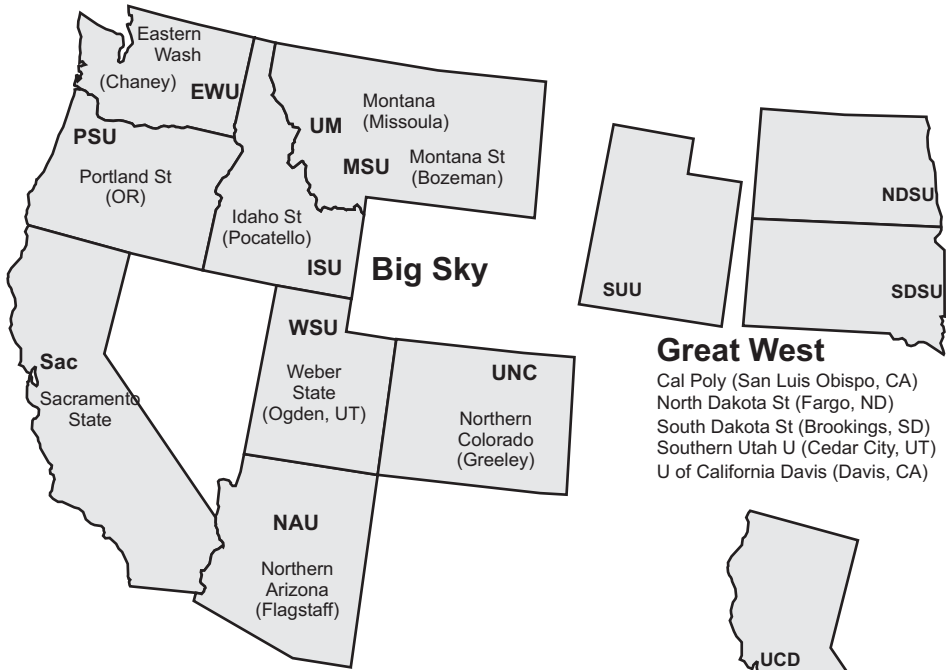 Eastern
Wash
(Chaney)
EWU
PSU
Portland St
(OR)
UM
Montana
(Missoula)
MSU
Montana St
(Bozeman)
Idaho St
(Pocatello)
ISU
Big Sky
WSU
Weber
State
(Ogden, UT)
UNC
Northern
Colorado
(Greeley)
Sac
Sacramento
State
NAU
Northern
Arizona
(Flagstaff)
SUU
NDSU
SDSU
Great West
Cal Poly (San Luis Obispo, CA)
North Dakota St (Fargo, ND)
South Dakota St (Brookings, SD)
Southern Utah U (Cedar City, UT)
U of California Davis (Davis, CA)
UCD